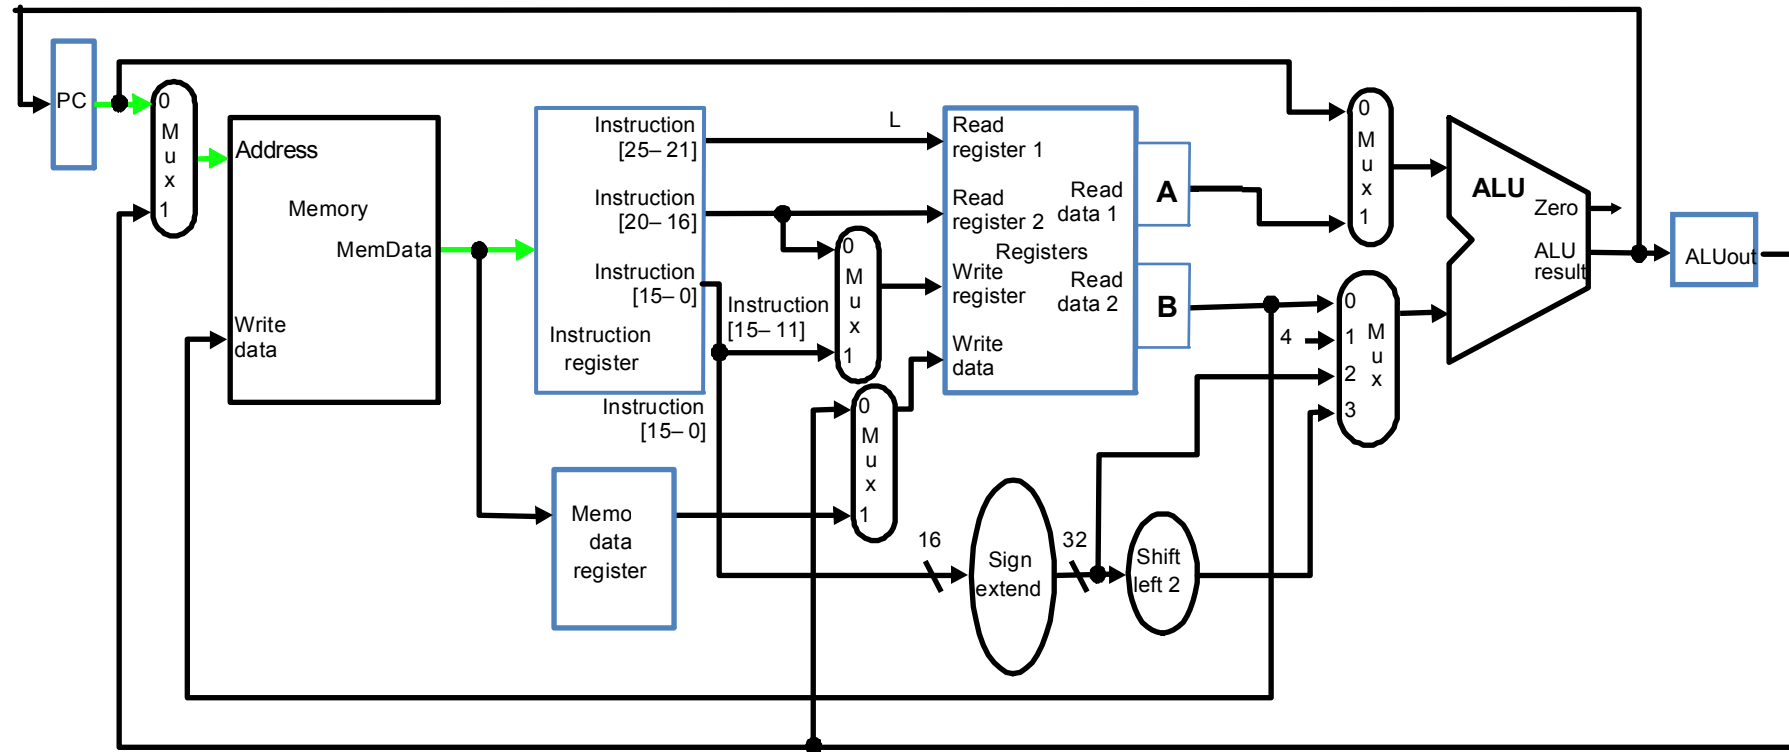 PC
0
M
u
x
1
Address
Memory
MemData
Write
data
Instruction
[25– 21]
Instruction
[20– 16]
Instruction
[15– 0]
Instruction
register
Instruction
[15– 11]
Instruction
[15– 0]
Memo
data
register
L
0
M
u
x
1
0
M
u
x
1
Read
register 1
Read
register 2
Registers
Write
register
Write
data
Read
data 1
Read
data 2
A
B
16
Sign
extend
32
Shift
left 2
0
M
u
x
1
4
0
1
2
3
M
u
x
ALU
Zero
ALU
result
ALUout